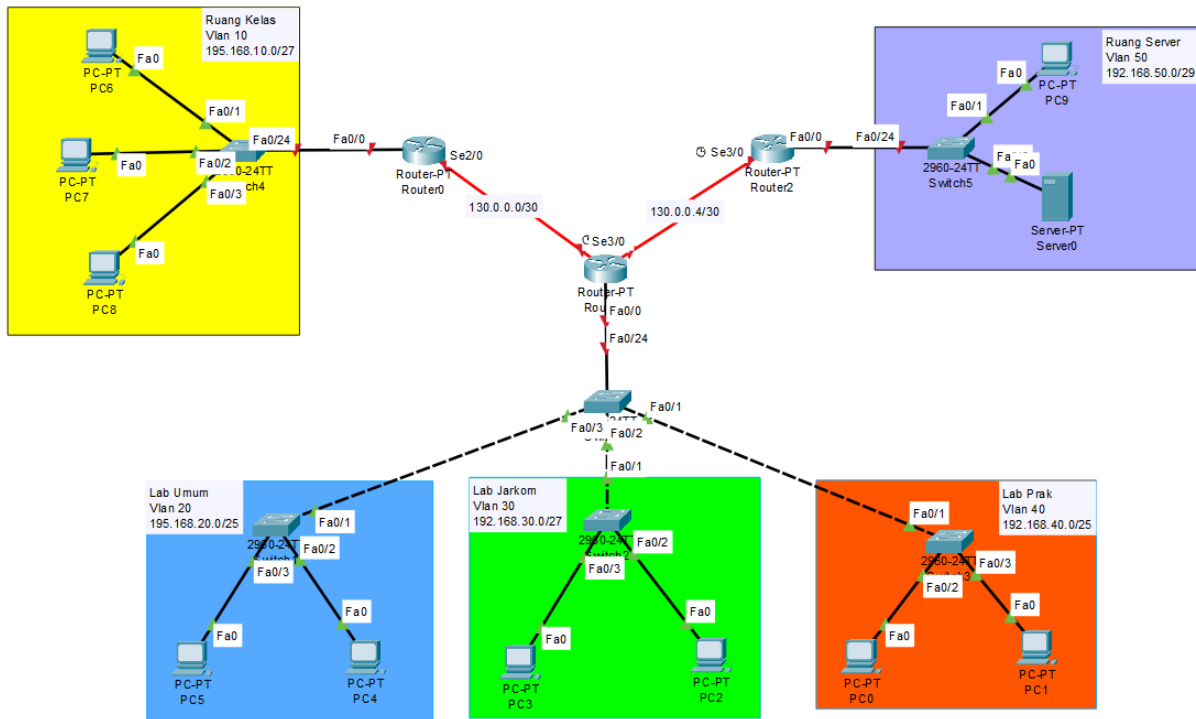 Ruang Kelas
Vlan 10
195.168.10.0/27
Fa0
PC-PT
PC6
Fa0/1
Fa0/24
Fa0
Fa0/2
PC-PT
PC7
Fa0/3
2960-24TT
Fa0
PC-PT
PC8
Fa0/0
Router-PT
Router0
Se2/0
130.0.0.0/30
Se3/0
Router-PT
Fa0/0
Fa0/24
130.0.0.4/30
Se3/0
Fa0/0
Router-PT
Router2
Fa0/24
Ruang Server
Vlan 50
192.168.50.0/29
Fa0
PC-PT
PC9
Fa0/1
Fa0
2960-24TT
Switch5
Server-PT
Server0
Fa0/3
Fa0/2
Fa0/1
Fa0/1
Lab Umum
Vlan 20
195.168.20.0/25
Fa0/1
2960-24TT
Fa0/2
Fa0/3
Fa0
Fa0
PC-PT
PC5
PC-PT
PC4
Lab Jarkom
Vlan 30
192.168.30.0/27
2960-24TT
Switch2
Fa0/2
Fa0/3
Fa0
Fa0
PC-PT
PC3
PC-PT
PC2
Lab Prak
Vlan 40
192.168.40.0/25
Fa0/1
2960-24TT
Switch3
Fa0/3
Fa0/2
Fa0
Fa0
PC-PT
PC0
PC-PT
PC1